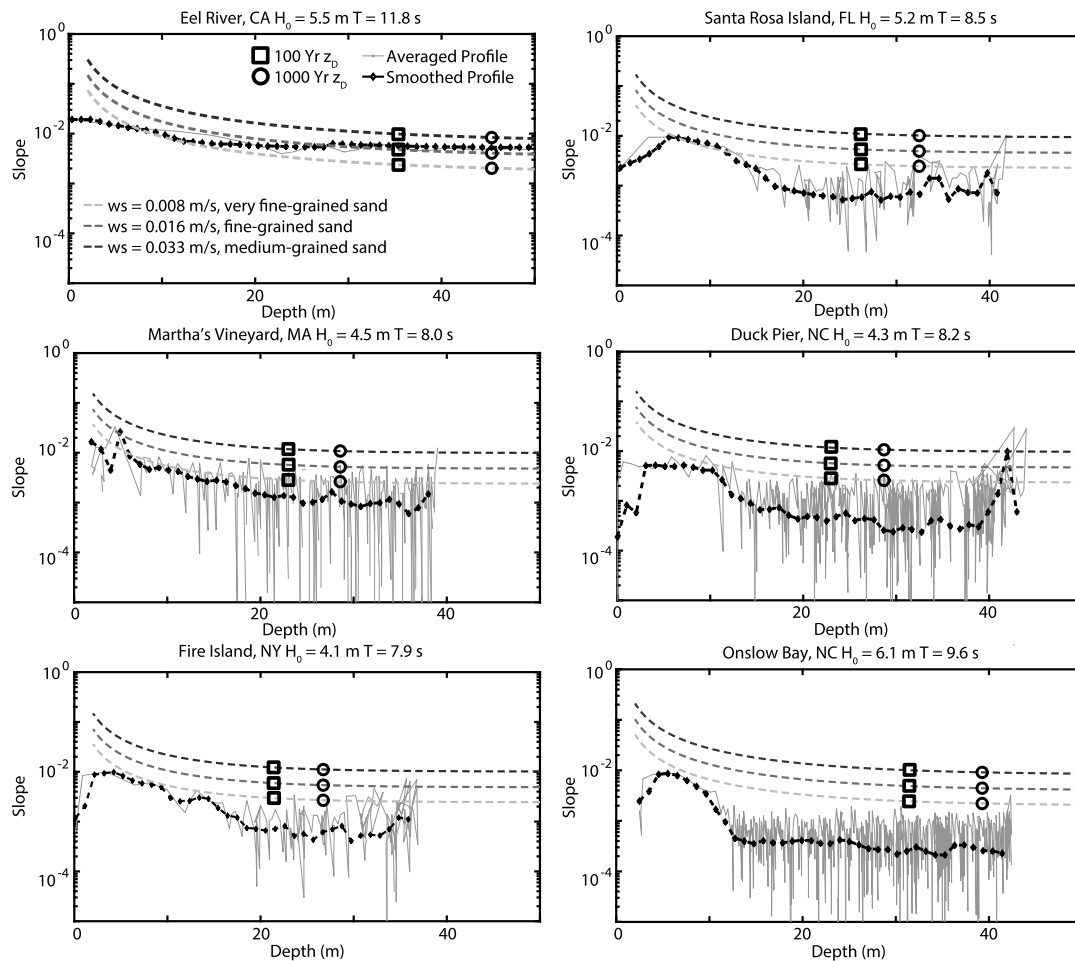 Eel River, CA H0 = 5.5 m T = 11.8 s
100 Yr zD
Averaged Profile
1000 Yr zD
Smoothed Profile
10^0
10^-2
10^-4
Slope
ws = 0.008 m/s, very fine-grained sand
ws = 0.016 m/s, fine-grained sand
ws = 0.033 m/s, medium-grained sand
0 20 40
Depth (m)
Santa Rosa Island, FL H0 = 5.2 m T = 8.5 s
10^0
10^-2
10^-4
Slope
0 20 40
Depth (m)
Martha's Vineyard, MA H0 = 4.5 m T = 8.0 s
10^0
10^-2
10^-4
Slope
0 20 40
Depth (m)
Duck Pier, NC H0 = 4.3 m T = 8.2 s
10^0
10^-2
10^-4
Slope
0 20 40
Depth (m)
Fire Island, NY H0 = 4.1 m T = 7.9 s
10^0
10^-2
10^-4
Slope
0 20 40
Depth (m)
Onslow Bay, NC H0 = 6.1 m T = 9.6 s
10^0
10^-2
10^-4
Slope
0 20 40
Depth (m)